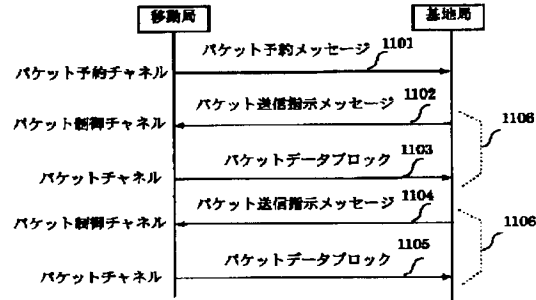 移動局 基地局
パケット予約メッセージ 1101
パケット予約チャネル
パケット送信指示メッセージ 1102
パケット制御チャネル
1106
パケットデータブロック 1103
パケットチャネル
パケット送信指示メッセージ 1104
パケット制御チャネル
1106
パケットデータブロック 1105
パケットチャネル